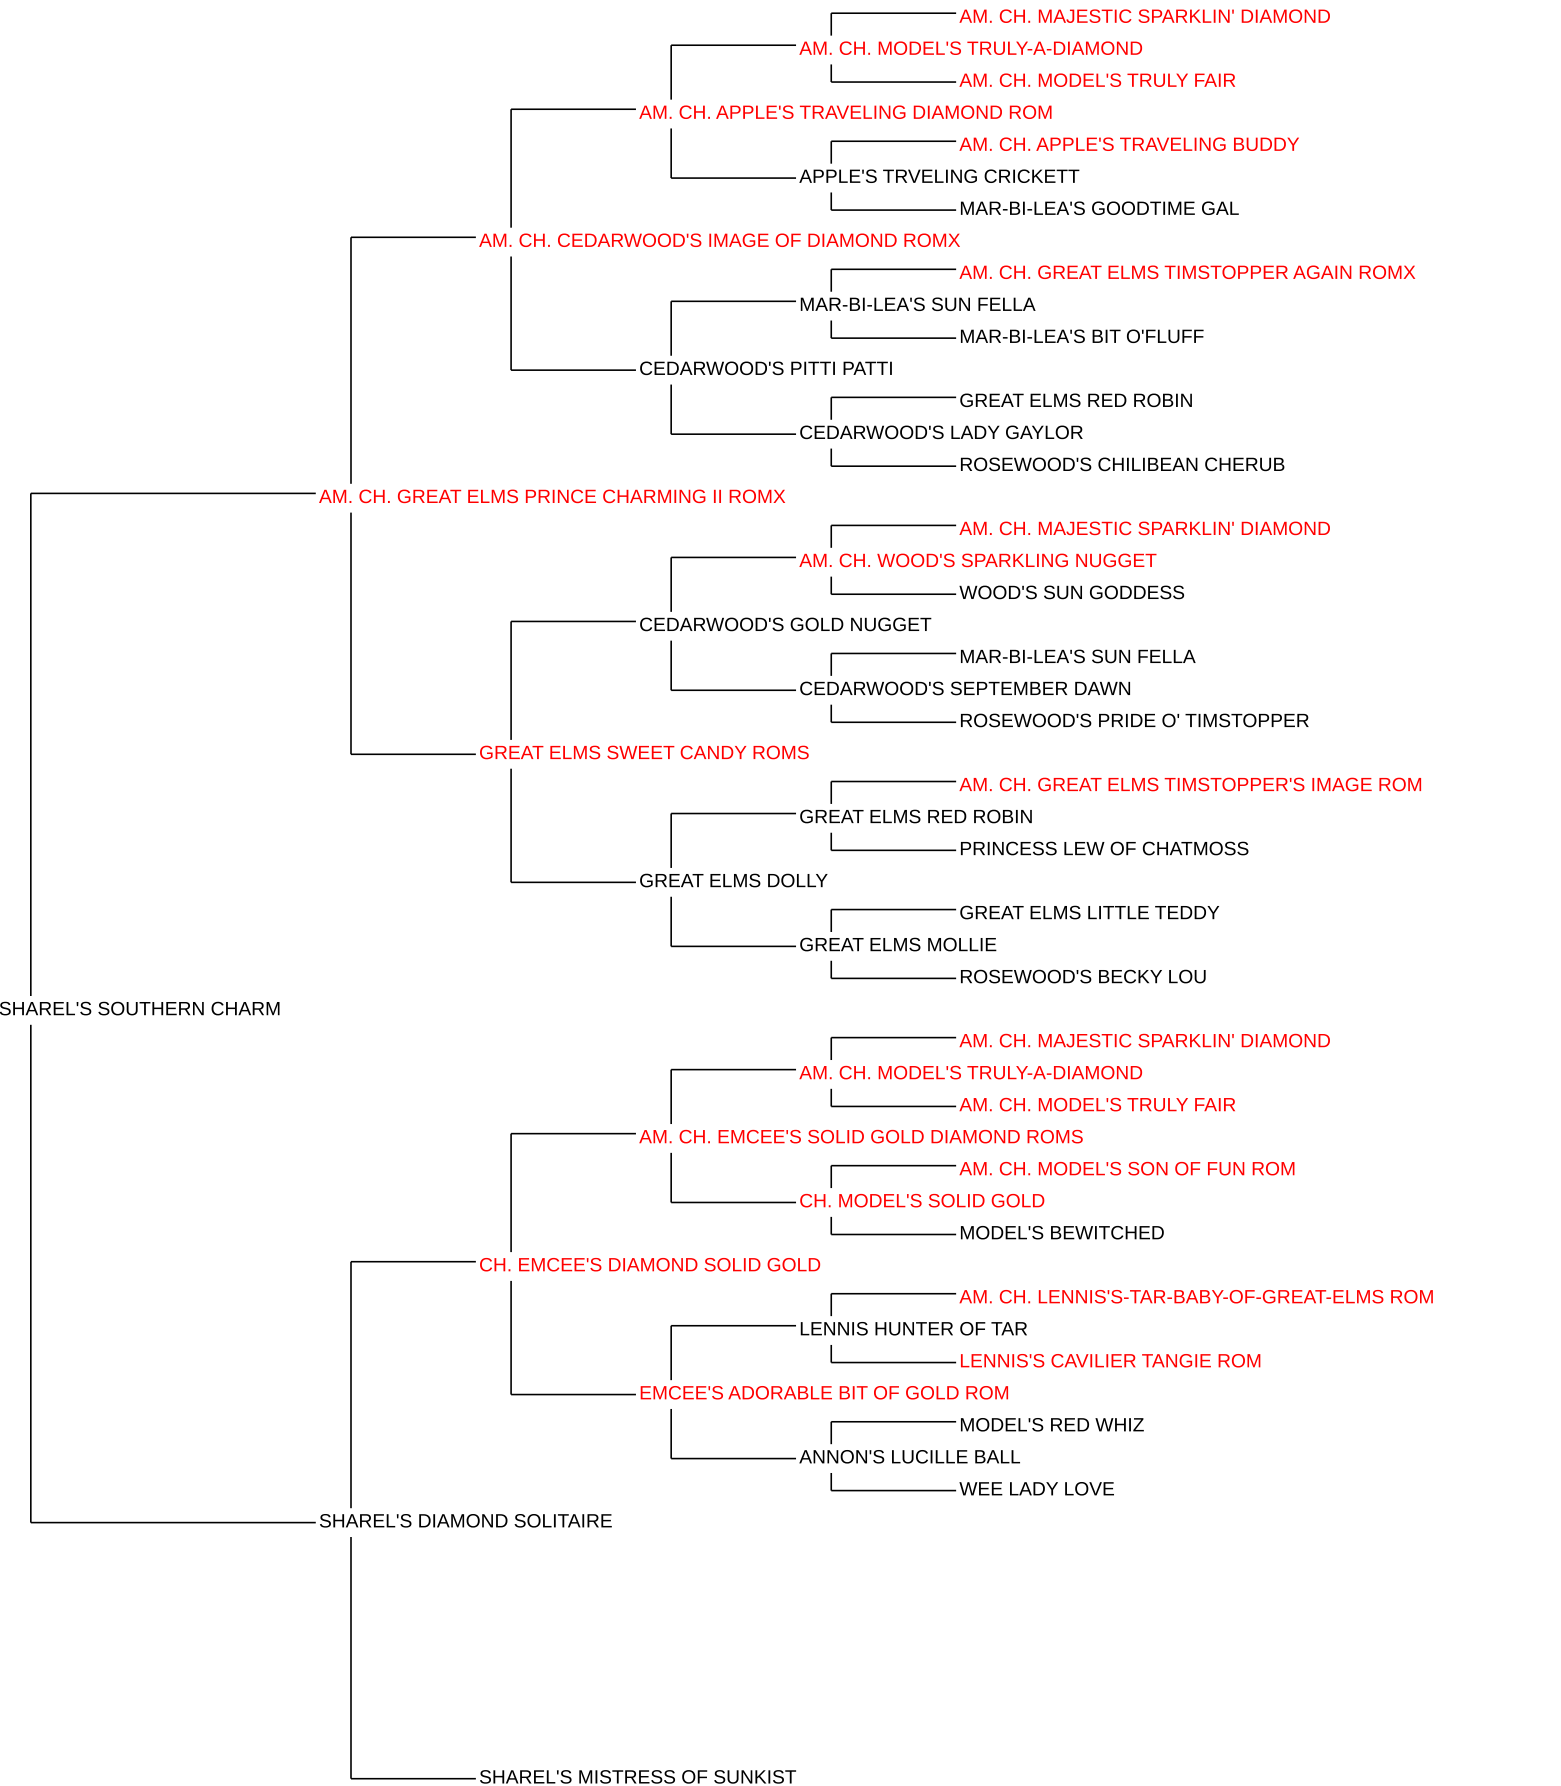 AM. CH. MAJESTIC SPARKLIN' DIAMOND
AM. CH. MODEL'S TRULY-A-DIAMOND
AM. CH. MODEL'S TRULY FAIR
AM. CH. APPLE'S TRAVELING DIAMOND ROM
AM. CH. APPLE'S TRAVELING BUDDY
APPLE'S TRVELING CRICKETT
MAR-BI-LEA'S GOODTIME GAL
AM. CH. CEDARWOOD'S IMAGE OF DIAMOND ROMX
AM. CH. GREAT ELMS TIMSTOPPER AGAIN ROMX
MAR-BI-LEA'S SUN FELLA
MAR-BI-LEA'S BIT O'FLUFF
CEDARWOOD'S PITTI PATTI
GREAT ELMS RED ROBIN
CEDARWOOD'S LADY GAYLOR
ROSEWOOD'S CHILIBEAN CHERUB
AM. CH. GREAT ELMS PRINCE CHARMING II ROMX
AM. CH. MAJESTIC SPARKLIN' DIAMOND
AM. CH. WOOD'S SPARKLING NUGGET
WOOD'S SUN GODDESS
CEDARWOOD'S GOLD NUGGET
MAR-BI-LEA'S SUN FELLA
CEDARWOOD'S SEPTEMBER DAWN
ROSEWOOD'S PRIDE O' TIMSTOPPER
GREAT ELMS SWEET CANDY ROMS
AM. CH. GREAT ELMS TIMSTOPPER'S IMAGE ROM
GREAT ELMS RED ROBIN
PRINCESS LEW OF CHATMOSS
GREAT ELMS DOLLY
GREAT ELMS LITTLE TEDDY
GREAT ELMS MOLLIE
ROSEWOOD'S BECKY LOU
SHAREL'S SOUTHERN CHARM
AM. CH. MAJESTIC SPARKLIN' DIAMOND
AM. CH. MODEL'S TRULY-A-DIAMOND
AM. CH. MODEL'S TRULY FAIR
AM. CH. EMCEE'S SOLID GOLD DIAMOND ROMS
AM. CH. MODEL'S SON OF FUN ROM
CH. MODEL'S SOLID GOLD
MODEL'S BEWITCHED
CH. EMCEE'S DIAMOND SOLID GOLD
AM. CH. LENNIS'S-TAR-BABY-OF-GREAT-ELMS ROM
LENNIS HUNTER OF TAR
LENNIS'S CAVILIER TANGIE ROM
EMCEE'S ADORABLE BIT OF GOLD ROM
MODEL'S RED WHIZ
ANNON'S LUCILLE BALL
WEE LADY LOVE
SHAREL'S DIAMOND SOLITAIRE
SHAREL'S MISTRESS OF SUNKIST